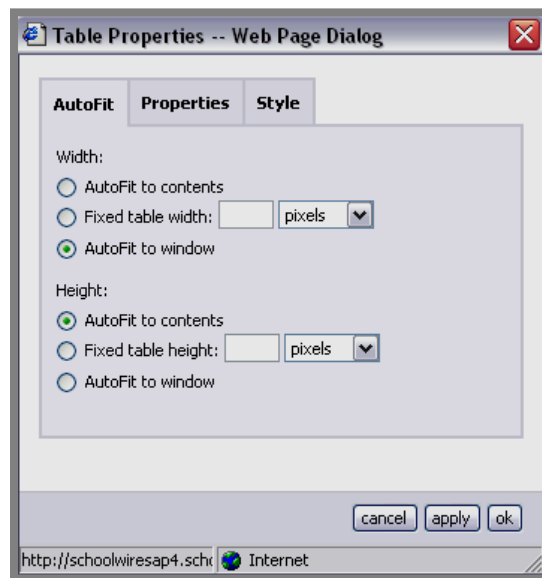 Table Properties -- Web Page Dialog
AutoFit Properties Style
Width:
AutoFit to contents
Fixed table width: pixels
AutoFit to window
Height:
AutoFit to contents
Fixed table height: pixels
AutoFit to window
cancel apply ok
http://schoolwiresap4.scho Internet